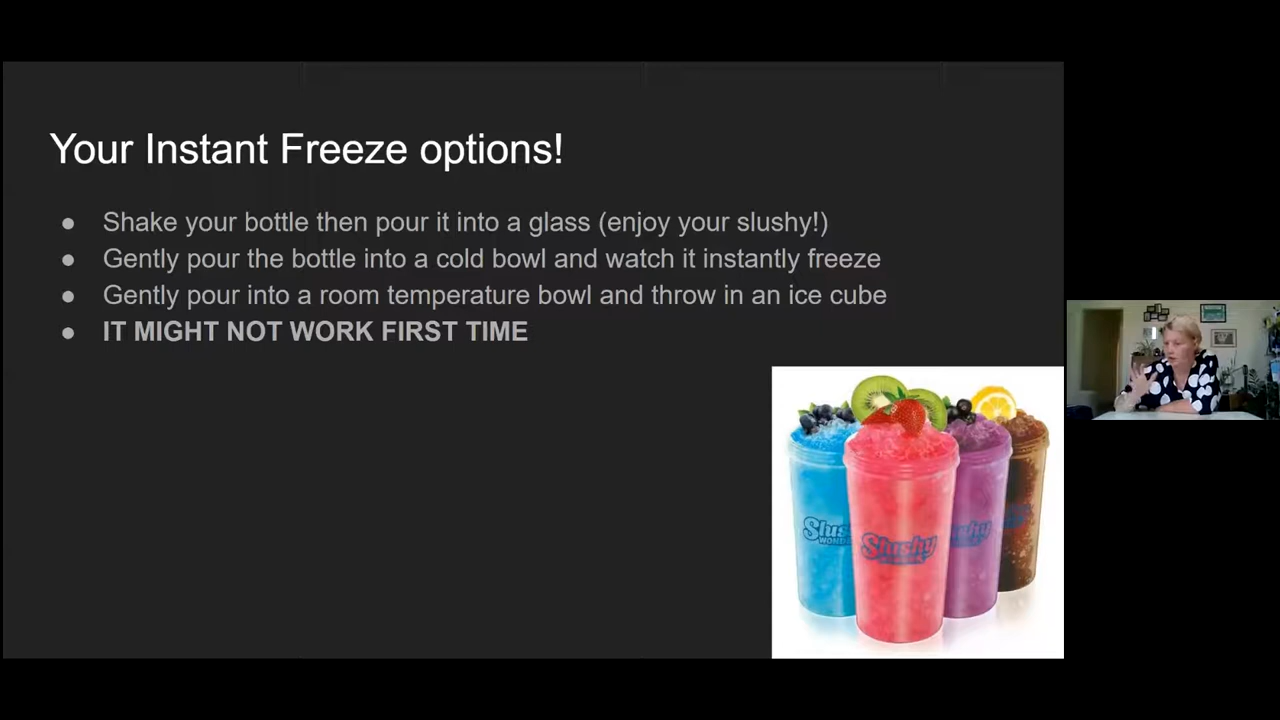 Your Instant Freeze options!
● Shake your bottle then pour it into a glass (enjoy your slushy!)
● Gently pour the bottle into a cold bowl and watch it instantly freeze
● Gently pour into a room temperature bowl and throw in an ice cube
● IT MIGHT NOT WORK FIRST TIME
Slushy